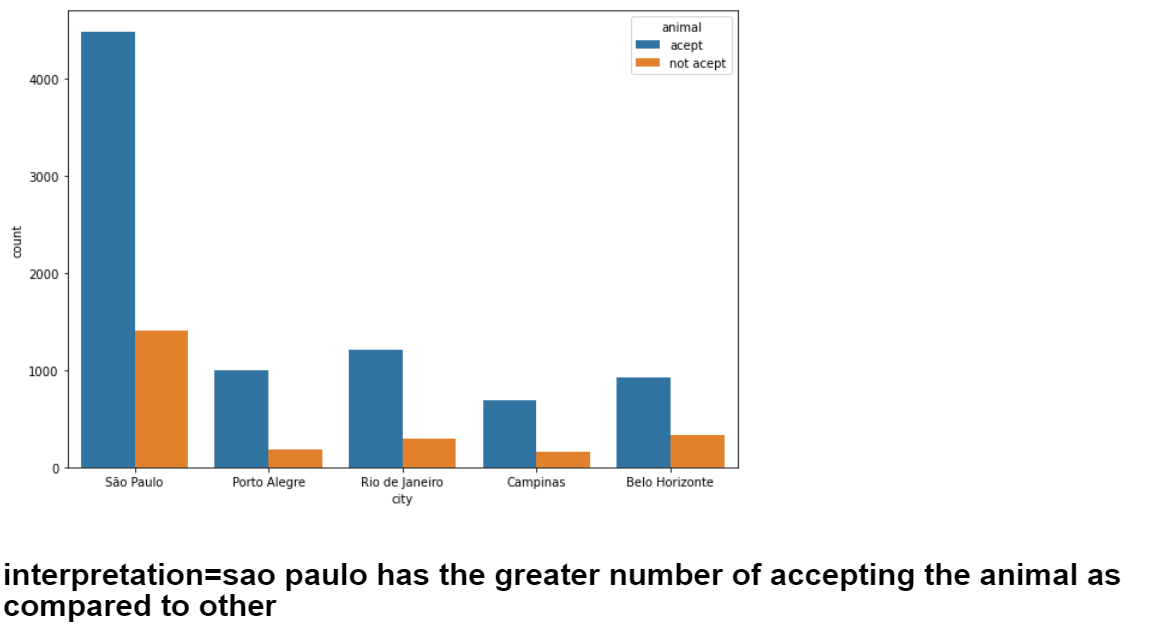 animal
acept
not acept
4000
3000
2000
1000
0
count
São Paulo
Porto Alegre
Rio de Janeiro
Campinas
Belo Horizonte
city
interpretation=sao paulo has the greater number of accepting the animal as
compared to other